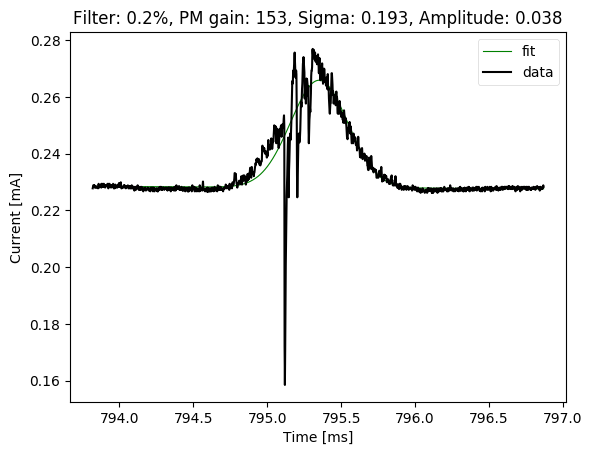 Filter: 0.2%, PM gain: 153, Sigma: 0.193, Amplitude: 0.038
fit
data
0.28
0.26
0.24
0.22
0.20
0.18
0.16
Current [mA]
794.0 794.5 795.0 795.5 796.0 796.5 797.0
Time [ms]